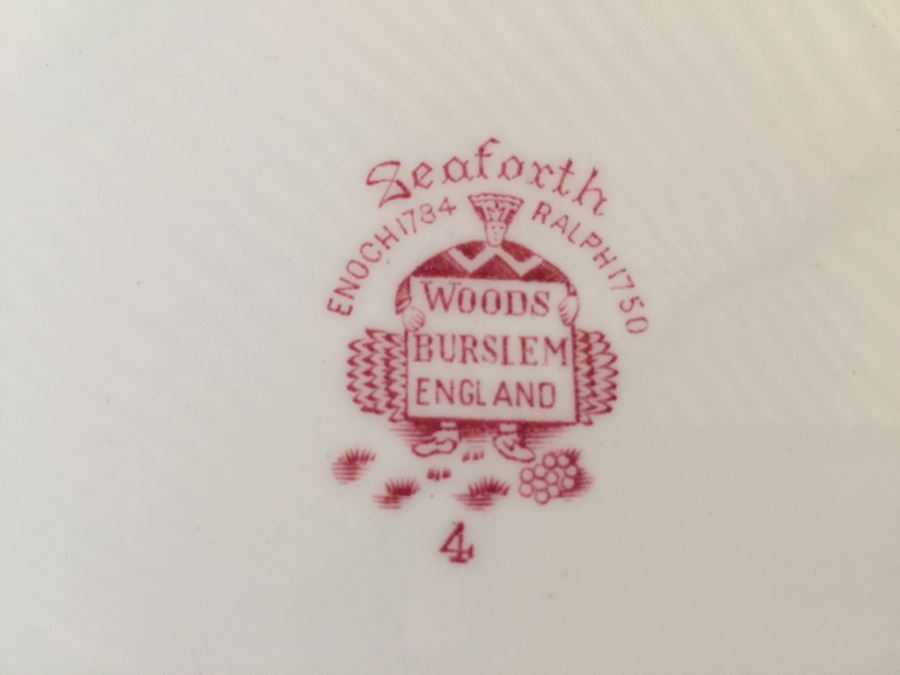 Seaforth
ENOCH 1784 RALPH 1750
WOODS
BURSLEM
ENGLAND
4